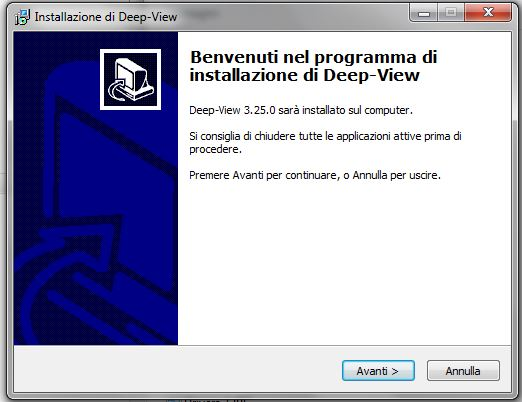 Installazione di Deep-View
Benvenuti nel programma di
installazione di Deep-View
Deep-View 3.25.0 sarà installato sul computer.
Si consiglia di chiudere tutte le applicazioni attive prima di
procedere.
Premere Avanti per continuare, o Annulla per uscire.
Avanti >
Annulla